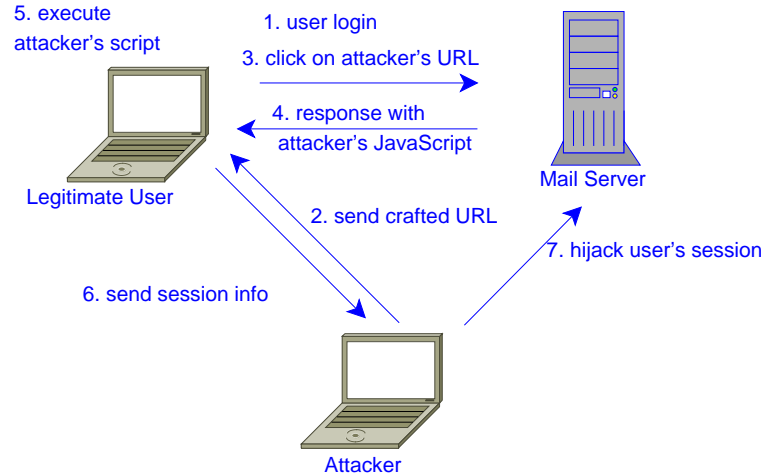 5. execute
attacker's script
1. user login
3. click on attacker's URL
4. response with
attacker's JavaScript
Legitimate User
Mail Server
2. send crafted URL
7. hijack user's session
6. send session info
Attacker